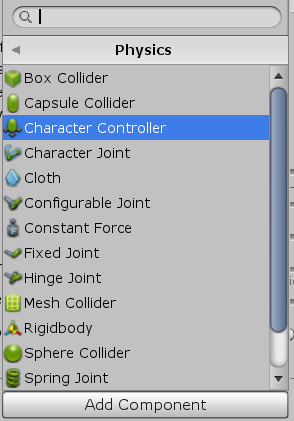 Physics
Box Collider
Capsule Collider
Character Controller
Character Joint
Cloth
Configurable Joint
Constant Force
Fixed Joint
Hinge Joint
Mesh Collider
Rigidbody
Sphere Collider
Spring Joint
Add Component